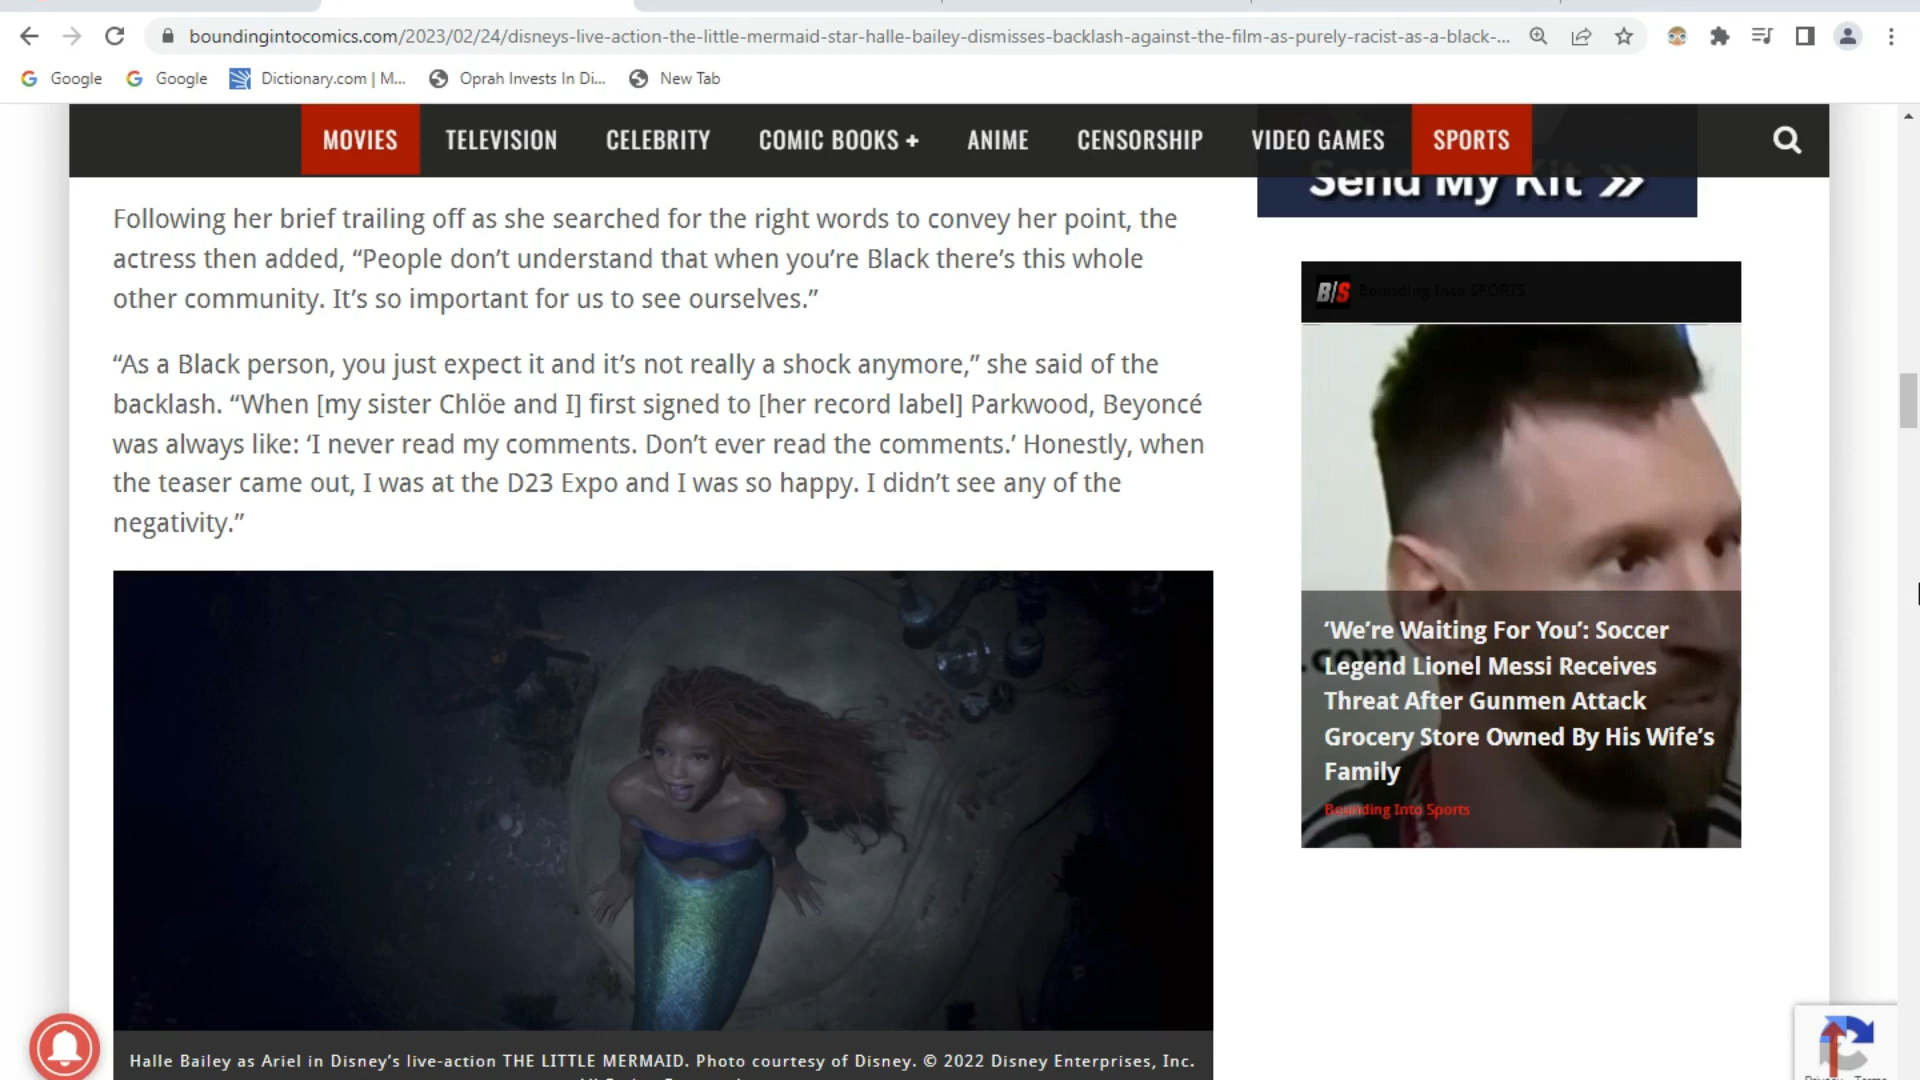 boundingintocomics.com/2023/02/24/disneys-live-action-the-little-mermaid-star-halle-bailey-dismisses-backlash-against-the-film-as-purely-racist-as-a-black-...
Google
Google
Dictionary.com | M...
Oprah Invests In Di...
New Tab
MOVIES
TELEVISION
CELEBRITY
COMIC BOOKS +
ANIME
CENSORSHIP
VIDEO GAMES
SPORTS
Send My Kit »
Following her brief trailing off as she searched for the right words to convey her point, the
actress then added, “People don’t understand that when you’re Black there’s this whole
other community. It’s so important for us to see ourselves.”
“As a Black person, you just expect it and it’s not really a shock anymore,” she said of the
backlash. “When [my sister Chlöe and I] first signed to [her record label] Parkwood, Beyoncé
was always like: ‘I never read my comments. Don’t ever read the comments.’ Honestly, when
the teaser came out, I was at the D23 Expo and I was so happy. I didn’t see any of the
negativity.”
Halle Bailey as Ariel in Disney’s live-action THE LITTLE MERMAID. Photo courtesy of Disney. © 2022 Disney Enterprises, Inc.
B/S Bounding Into SPORTS
.com
‘We’re Waiting For You’: Soccer
Legend Lionel Messi Receives
Threat After Gunmen Attack
Grocery Store Owned By His Wife’s
Family
Bounding Into Sports